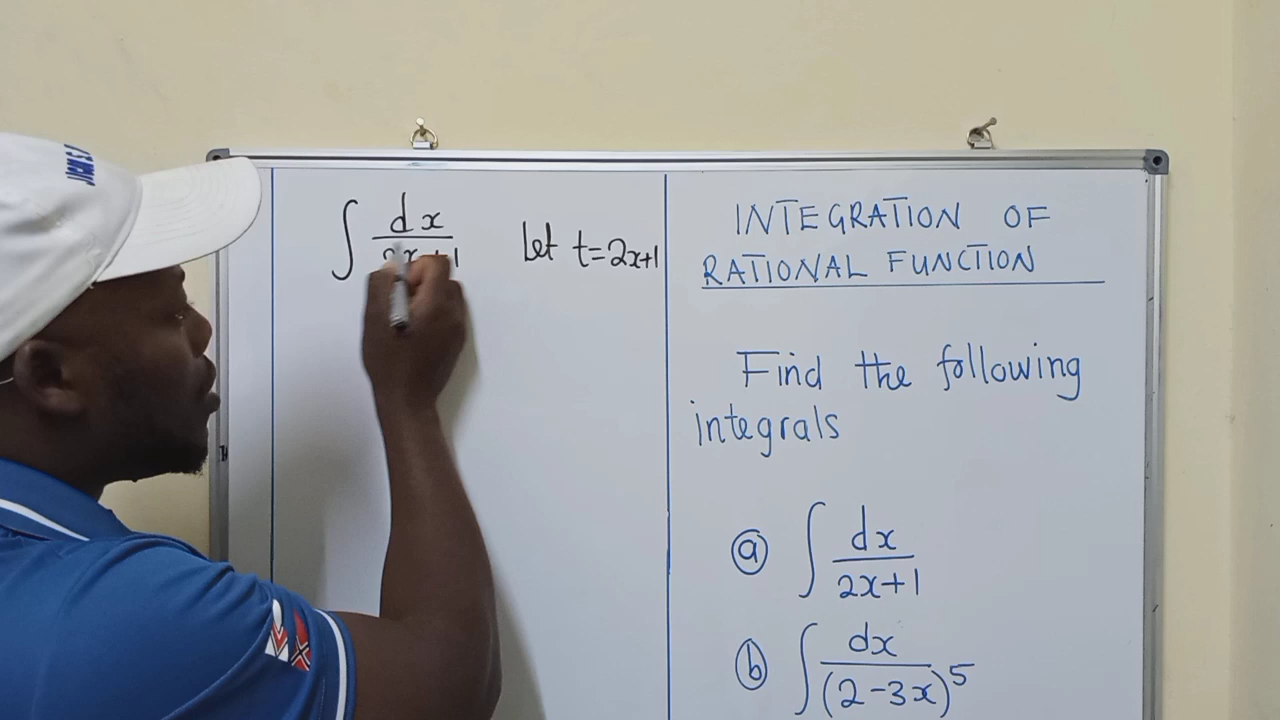 ∫ dx / 2x+1   Let t=2x+1
INTEGRATION OF
RATIONAL FUNCTION
Find the following
integrals
ⓐ ∫ dx / 2x+1
ⓑ ∫ dx / (2-3x)^5